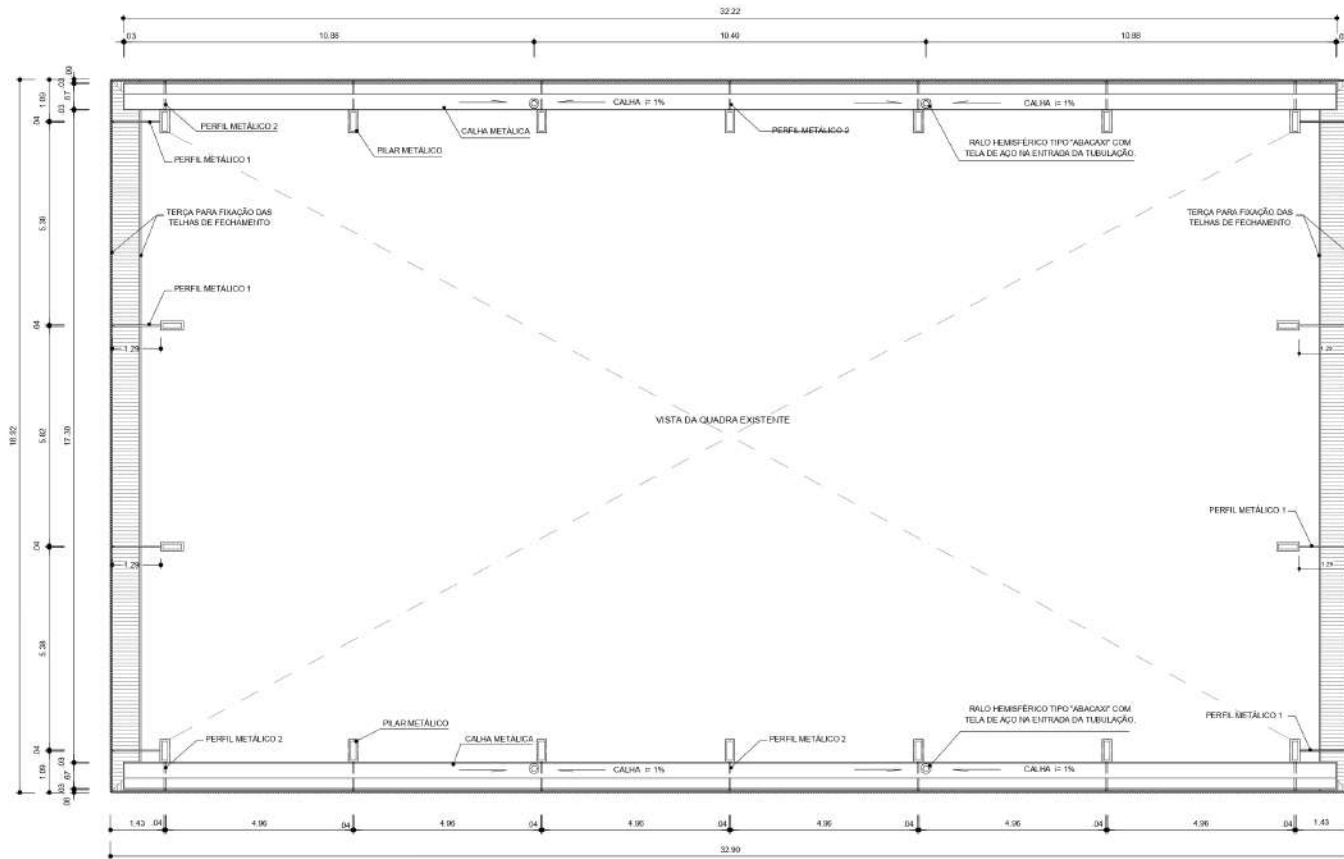 32.22
.03
10.88
10.40
10.88
.09
.03
.67
.03
1.09
.04
CALHA i= 1%
CALHA i= 1%
PERFIL METÁLICO 2
CALHA METÁLICA
PERFIL METÁLICO 2
PERFIL METÁLICO 1
PILAR METÁLICO
RALO HEMISFÉRICO TIPO "ABACAXI" COM
TELA DE AÇO NA ENTRADA DA TUBULAÇÃO.
TERÇA PARA FIXAÇÃO DAS
TELHAS DE FECHAMENTO
TERÇA PARA FIXAÇÃO DAS
TELHAS DE FECHAMENTO
PERFIL METÁLICO 1
1.29
1.29
VISTA DA QUADRA EXISTENTE
5.82
17.30
PERFIL METÁLICO 1
.04
1.29
1.29
5.38
RALO HEMISFÉRICO TIPO "ABACAXI" COM
TELA DE AÇO NA ENTRADA DA TUBULAÇÃO.
PILAR METÁLICO
PERFIL METÁLICO 1
PERFIL METÁLICO 2
CALHA METÁLICA
PERFIL METÁLICO 2
.04
1.09
.03
.67
.03
CALHA i= 1%
CALHA i= 1%
1.43
.04
4.96
.04
4.96
.04
4.96
.04
4.96
.04
4.96
.04
4.96
.04
1.43
32.90